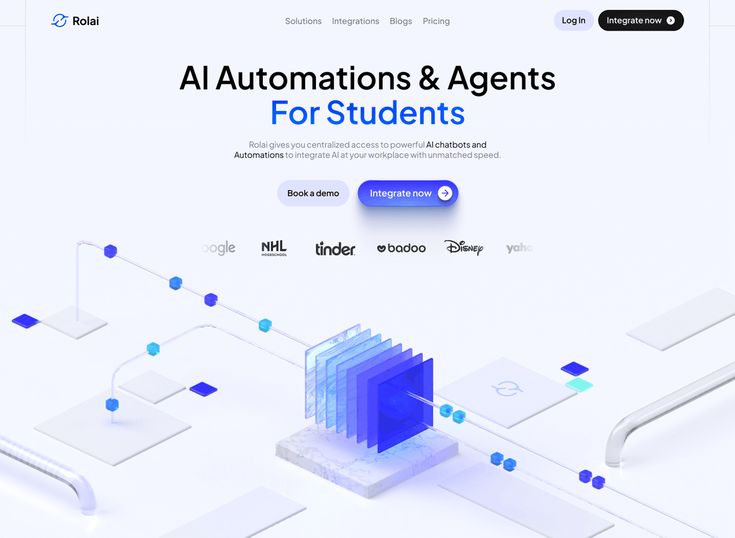 Rolai
Solutions Integrations Blogs Pricing
Log In
Integrate now
AI Automations & Agents
For Students
Rolai gives you centralized access to powerful AI chatbots and
Automations to integrate AI at your workplace with unmatched speed.
Book a demo
Integrate now
oogle NHL tinder badoo Disney yaho